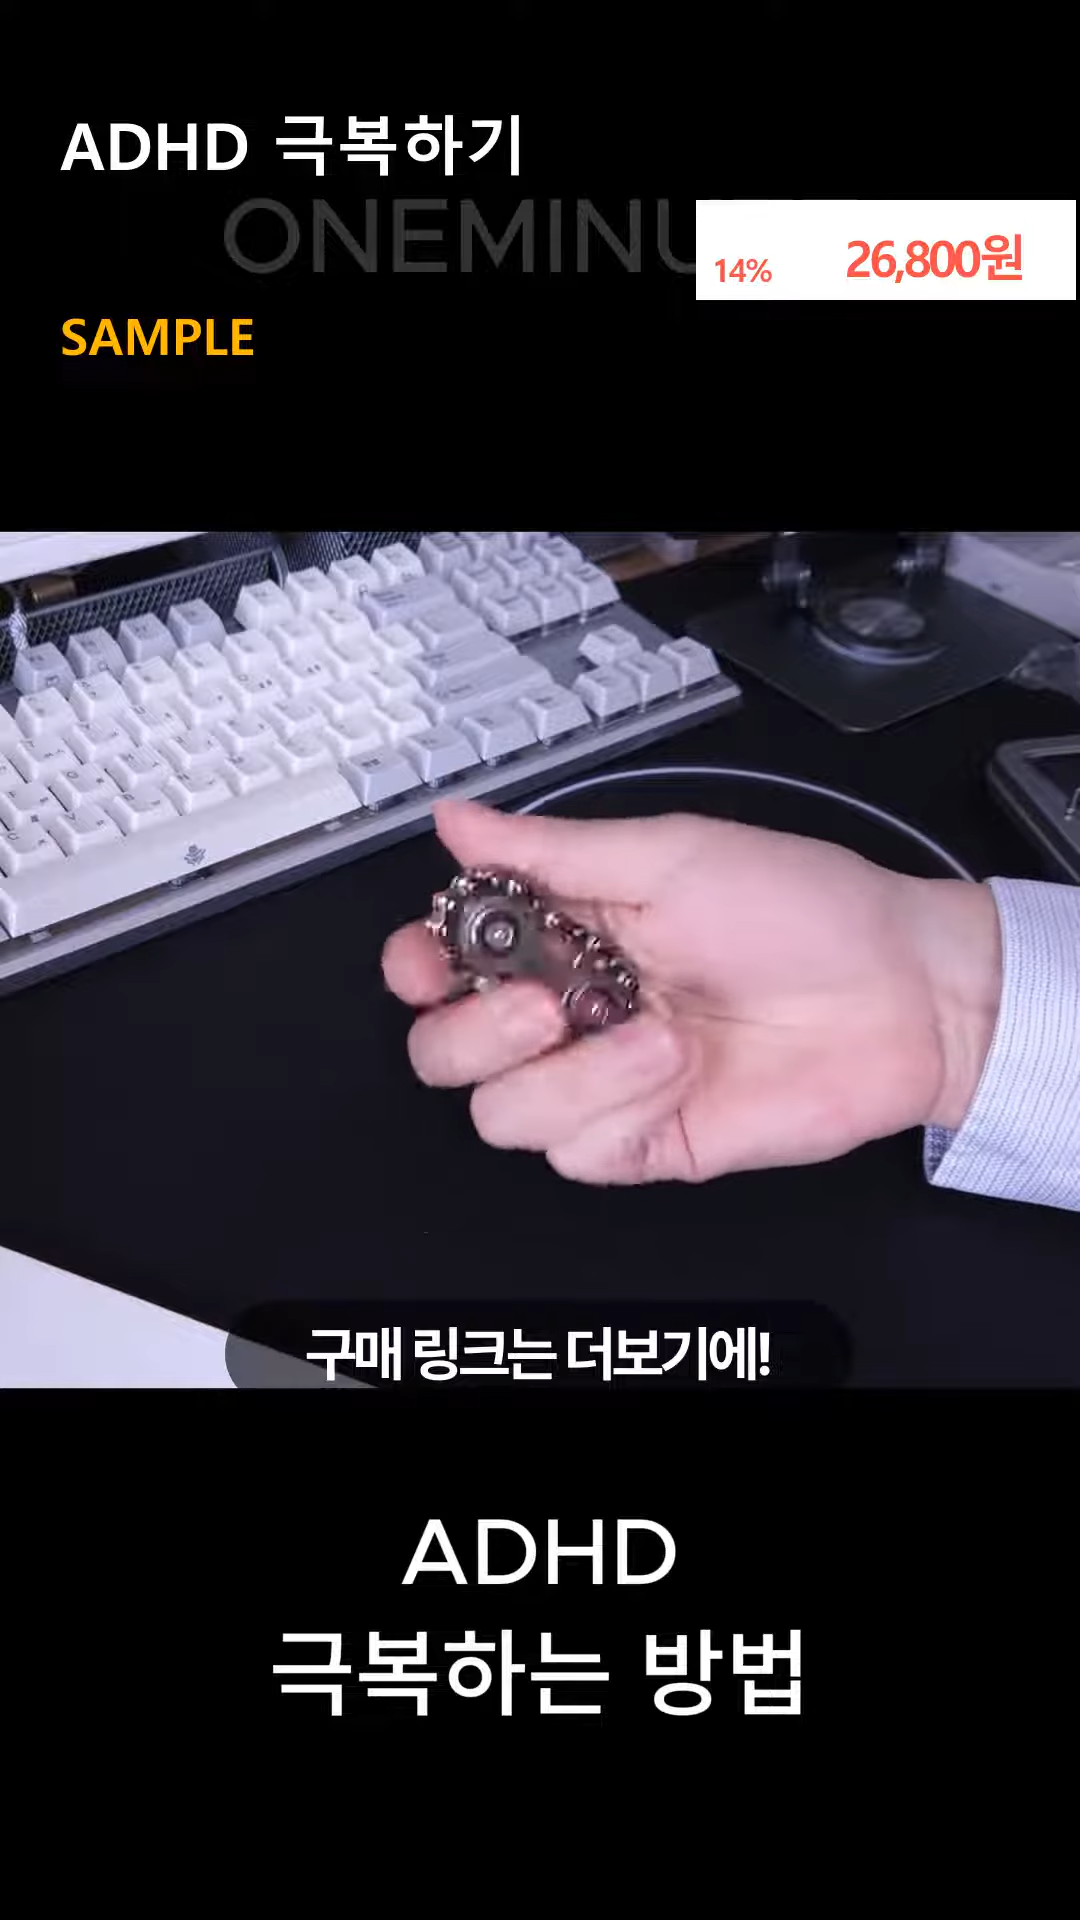 ADHD 극복하기
ONEMINU
14% 26,800원
SAMPLE
구매 링크는 더보기에!
ADHD
극복하는 방법